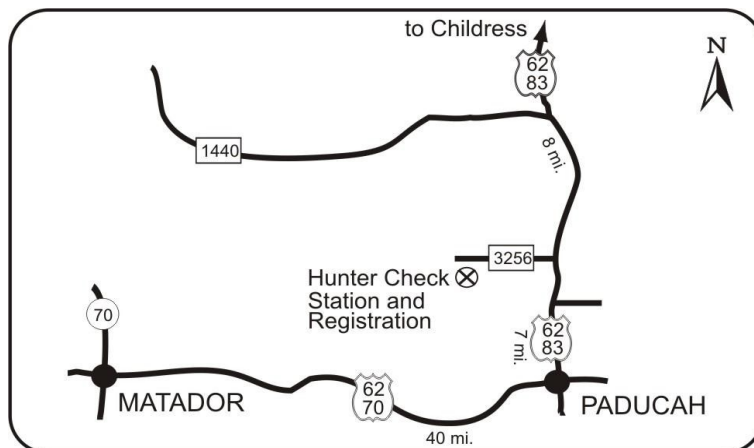 to Childress
N
62
83
8 mi.
1440
3256
Hunter Check
Station and
Registration
70
62
83
7 mi.
MATADOR
62
70
PADUCAH
40 mi.